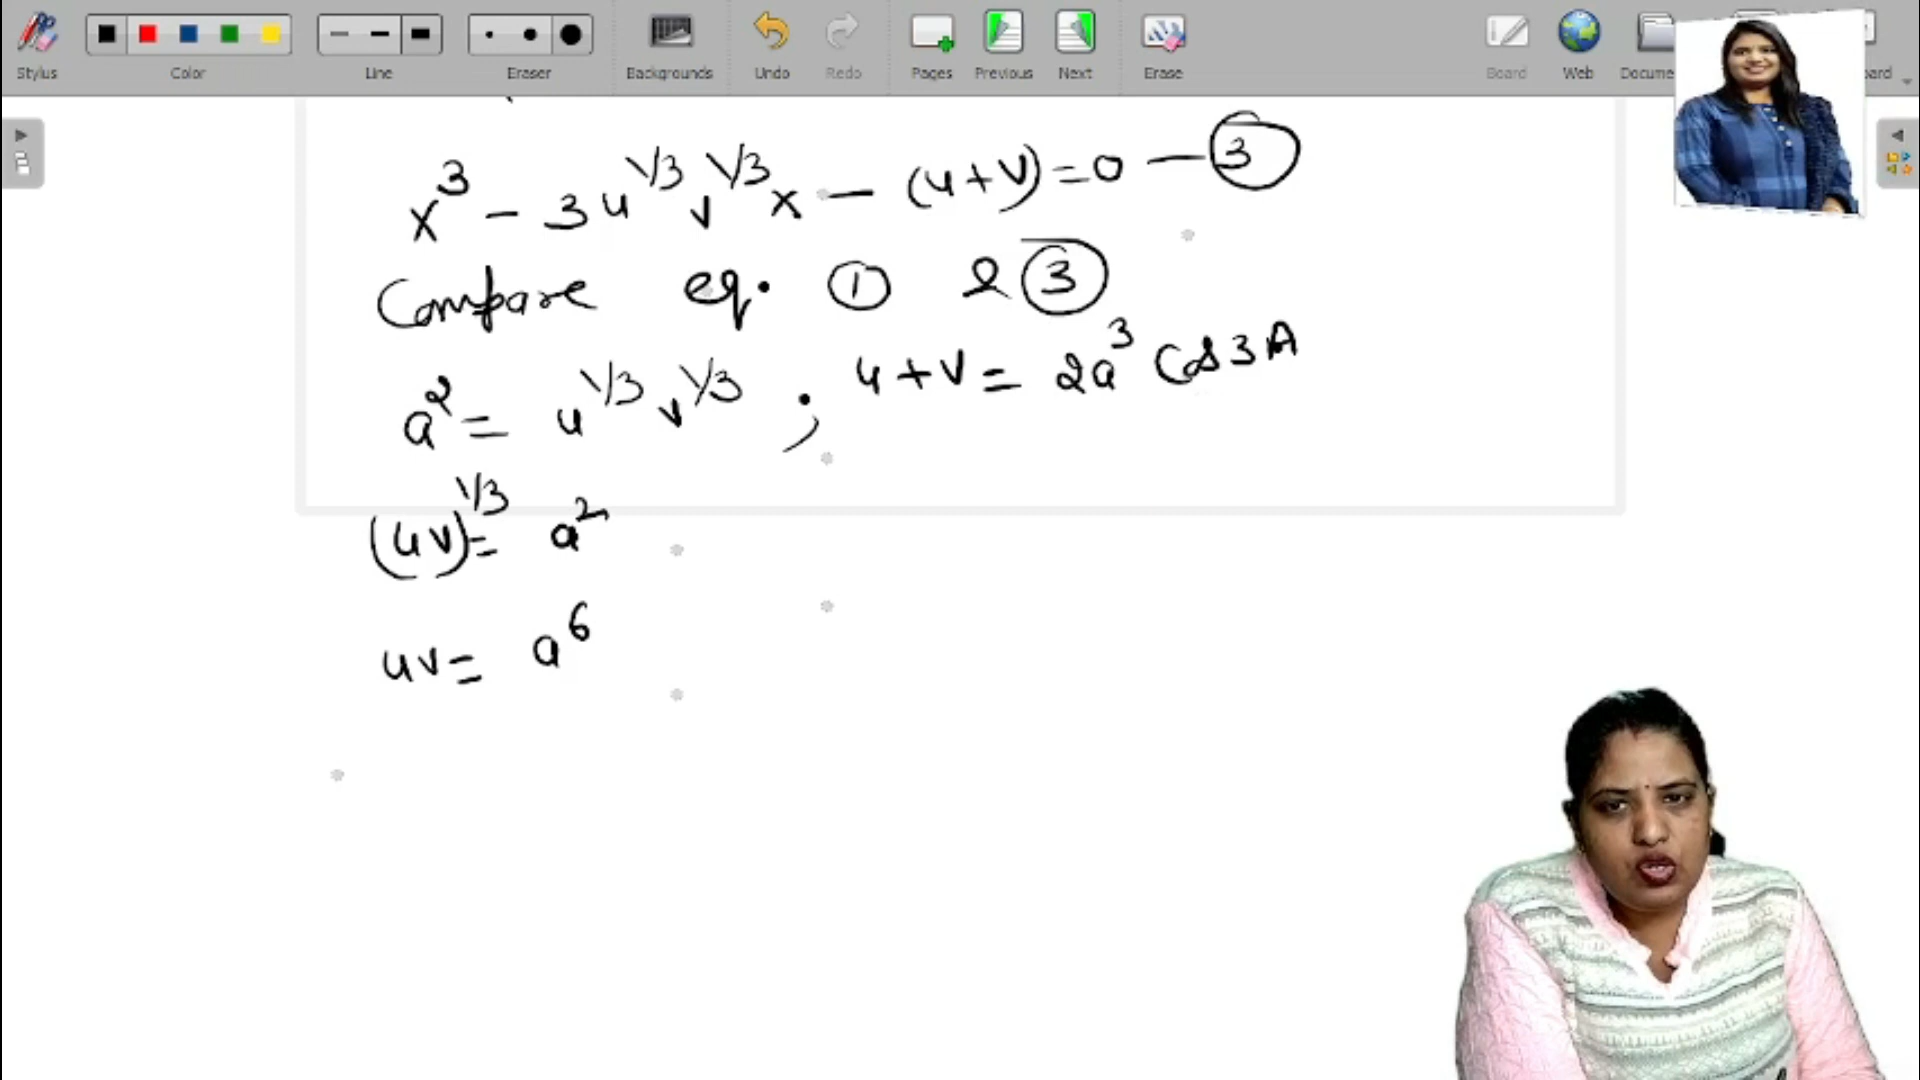 Stylus Color Line Eraser Backgrounds Undo Redo Pages Previous Next Erase Board Web
x³ - 3u^1/3 v^1/3 x - (u+v)=0 — ③
Compare eq. ① & ③
a² = u^1/3 v^1/3 ; u+v= 2a³ Cos3A
(uv)^1/3 = a²
uv= a⁶